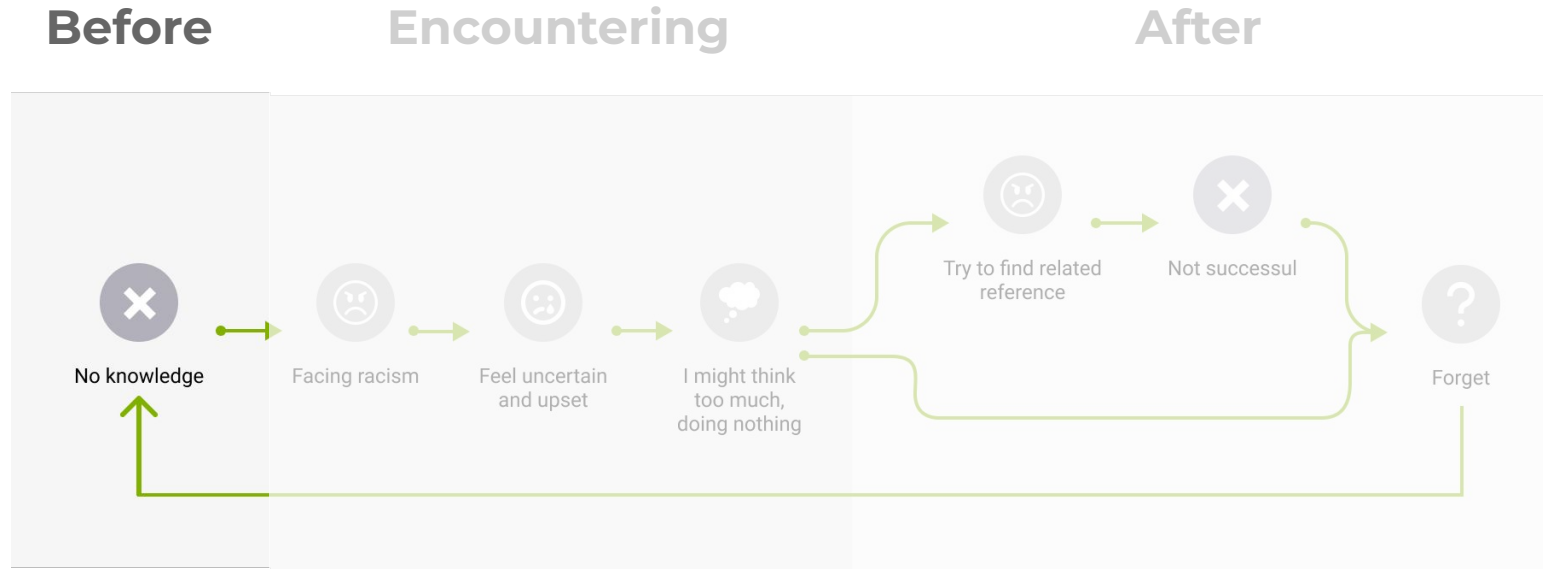 Before
Encountering
After
No knowledge
Facing racism
Feel uncertain
and upset
I might think
too much,
doing nothing
Try to find related
reference
Not successul
?
Forget